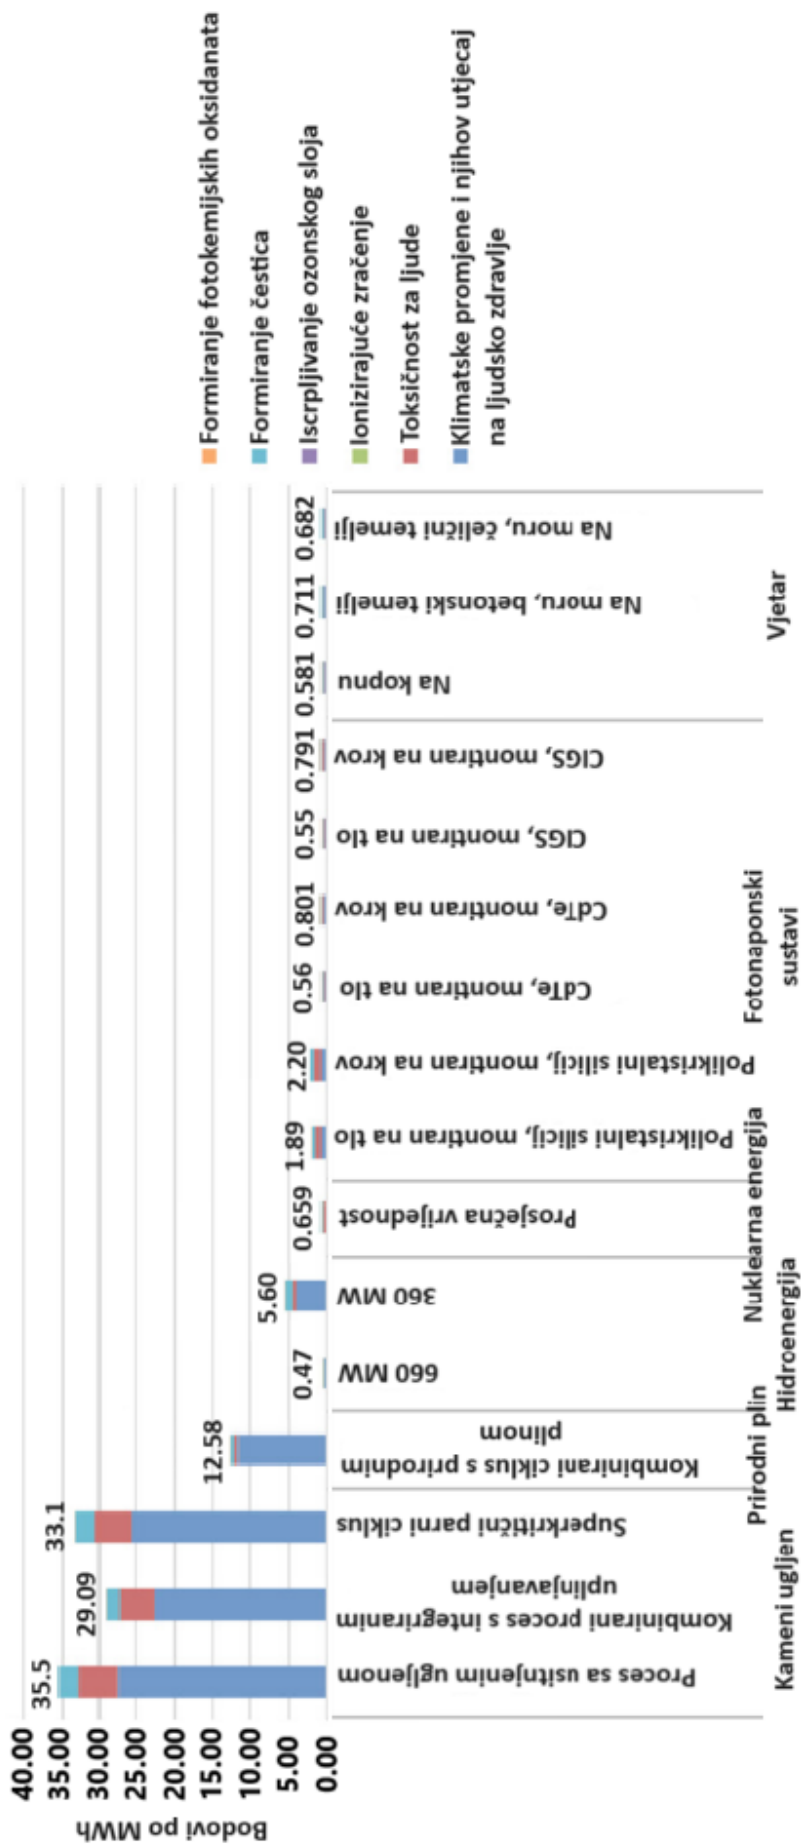 Bodovi po MWh
40.00
35.00
30.00
25.00
20.00
15.00
10.00
5.00
0.00
35.5
29.09
33.1
12.58
0.47
5.60
0.659
1.89
2.20
0.56
0.801
0.55
0.791
0.581
0.711
0.682
Proces sa usitnjenim ugljenom
Kombinirani proces s integriranim
uplinjavanjem
Superkritični parni ciklus
Kombinirani ciklus s prirodnim
plinom
660 MW
360 MW
Prosječna vrijednost
Polikristalni silicij, montiran na tlo
Polikristalni silicij, montiran na krov
CdTe, montiran na tlo
CdTe, montiran na krov
CIGS, montiran na tlo
CIGS, montiran na krov
Na kopnu
Na moru, betonski temelji
Na moru, čelični temelji
Kameni ugljen
Prirodni plin
Hidroenergija
Nuklearna energija
Fotonaponski
sustavi
Vjetar
Formiranje fotokemijskih oksidanata
Formiranje čestica
Iscrpljivanje ozonskog sloja
Ionizirajuće zračenje
Toksičnost za ljude
Klimatske promjene i njihov utjecaj
na ljudsko zdravlje